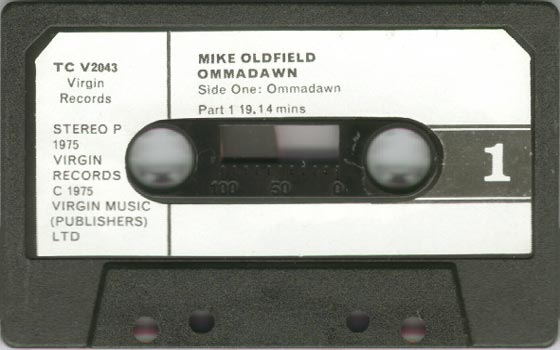 TC V2043
Virgin
Records
STEREO P
1975
VIRGIN
RECORDS
C 1975
VIRGIN MUSIC
(PUBLISHERS)
LTD
MIKE OLDFIELD
OMMADAWN
Side One: Ommadawn
Part 1 19,14 mins
100 50 0
1